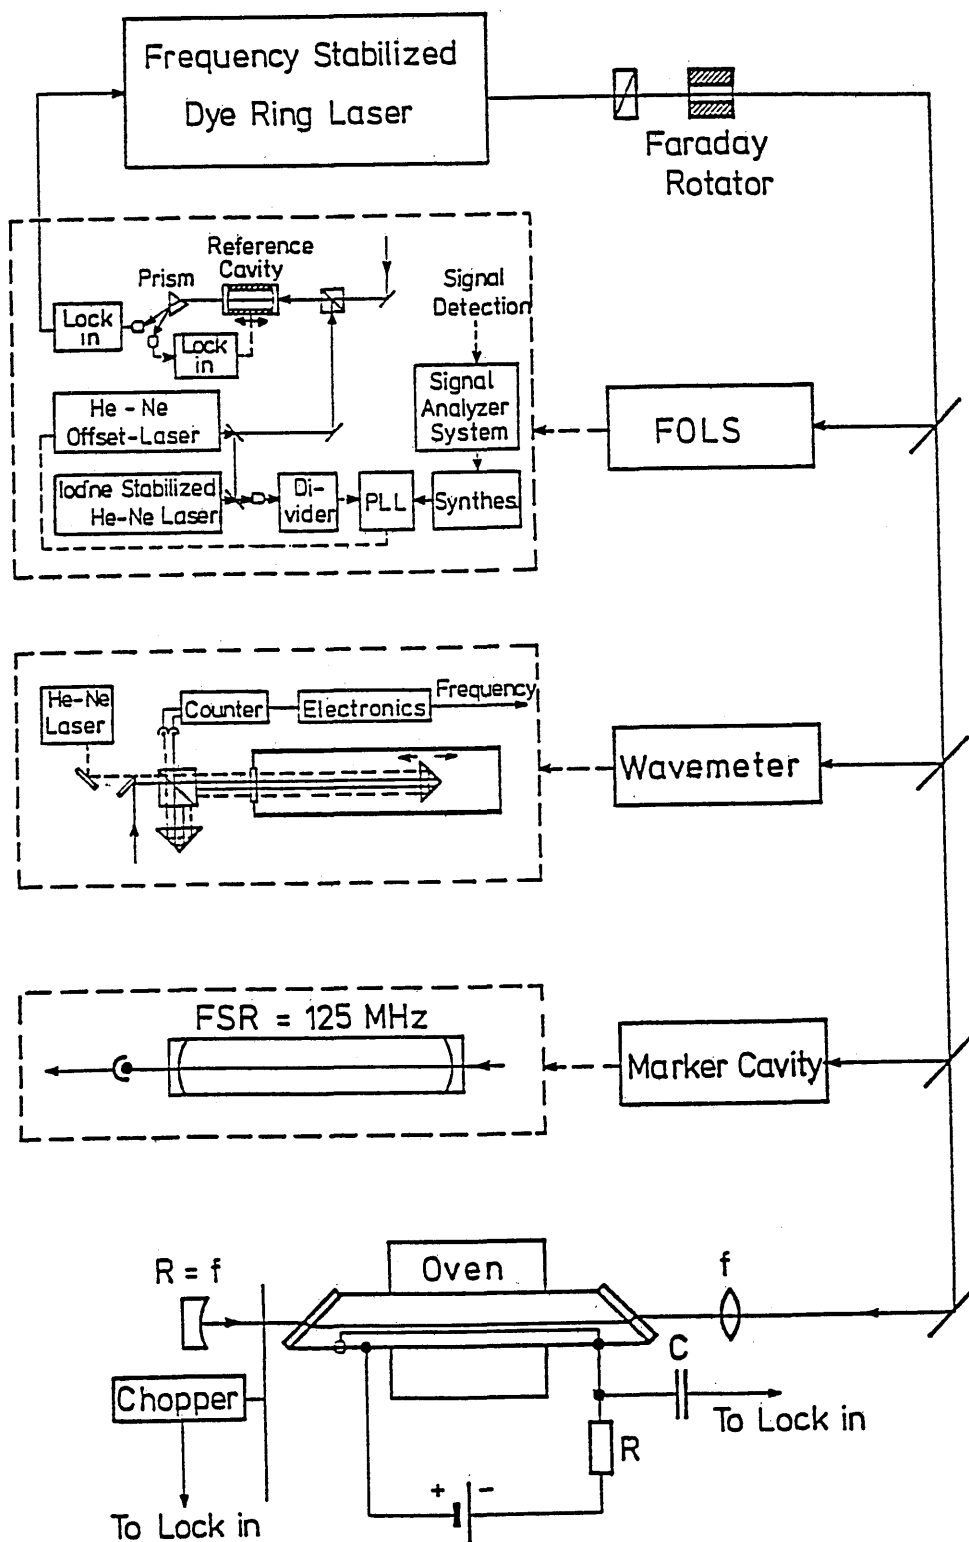 Frequency Stabilized
Dye Ring Laser
Faraday
Rotator
Reference
Cavity
Prism
Signal
Detection
Lock
in
Lock
in
Signal
Analyzer
System
He - Ne
Offset-Laser
FOLS
Iodine Stabilized
He-Ne Laser
Di-
vider
PLL
Synthes.
He-Ne
Laser
Counter
Electronics
Frequency
Wavemeter
FSR = 125 MHz
Marker Cavity
R = f
Oven
f
C
Chopper
To Lock in
R
+ -
To Lock in